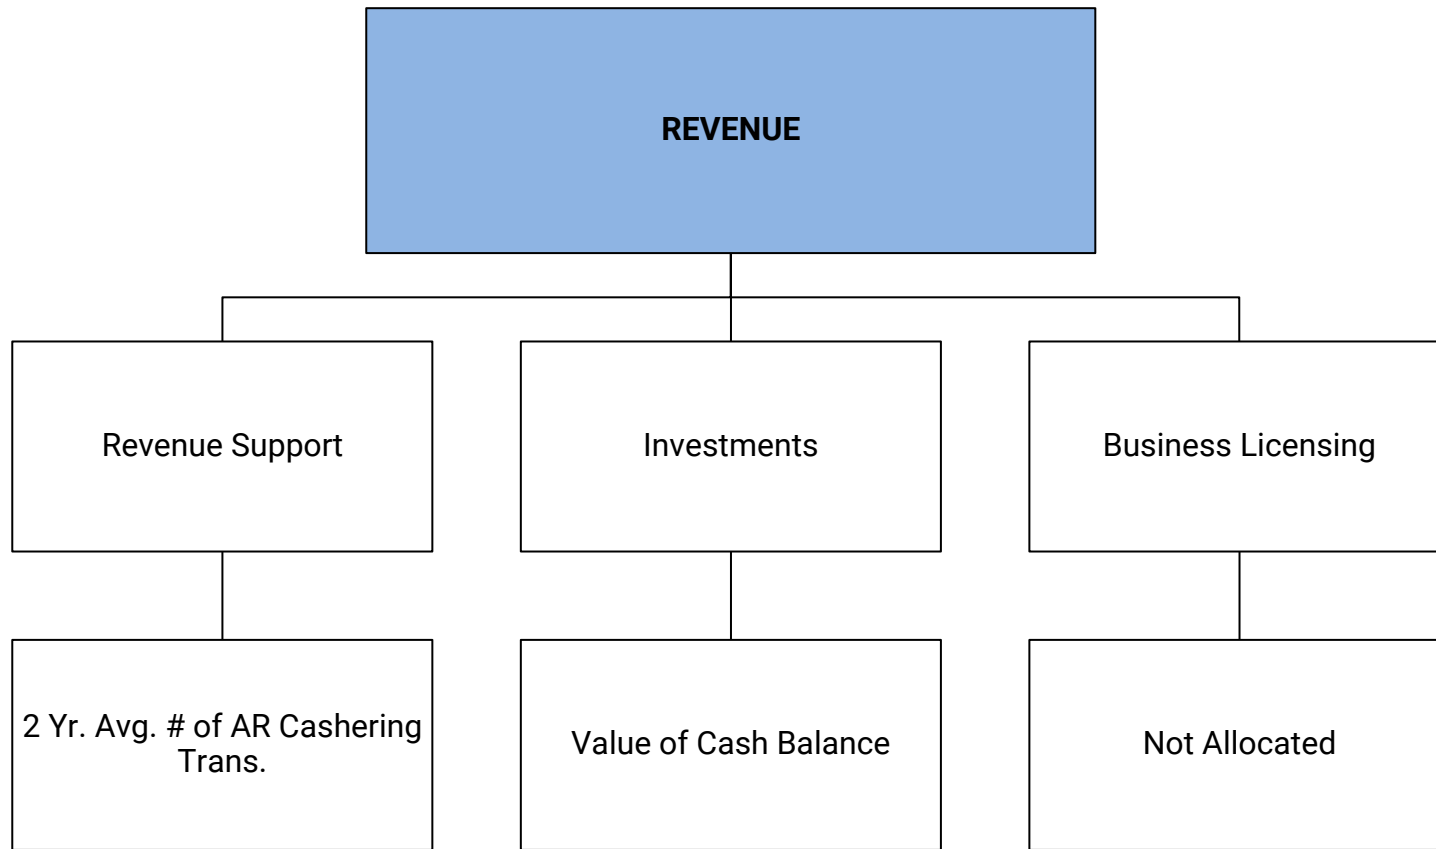 REVENUE
Revenue Support
Investments
Business Licensing
2 Yr. Avg. # of AR Cashering
Trans.
Value of Cash Balance
Not Allocated